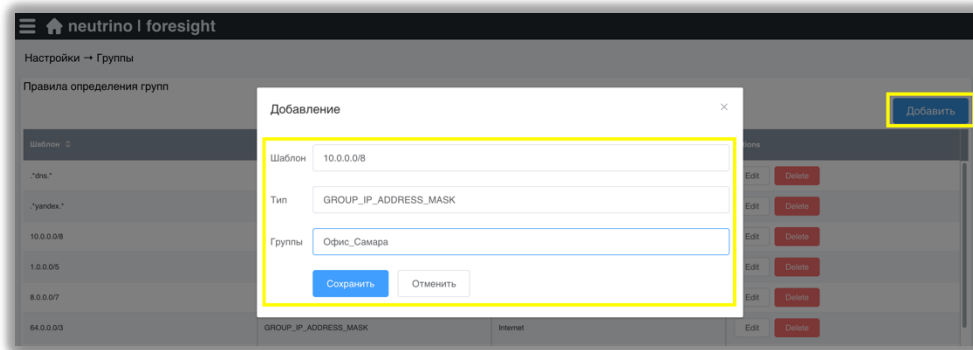 neutrino | foresight
Настройки → Группы
Правила определения групп
Добавить
Добавление
Шаблон 10.0.0.0/8
Тип GROUP_IP_ADDRESS_MASK
Группы Офис_Самара
Сохранить Отменить
Шаблон tions
.*dns.* Edit Delete
.*yandex.* Edit Delete
10.0.0.0/8 Edit Delete
1.0.0.0/5 Edit Delete
8.0.0.0/7 Edit Delete
64.0.0.0/3 GROUP_IP_ADDRESS_MASK Internet Edit Delete